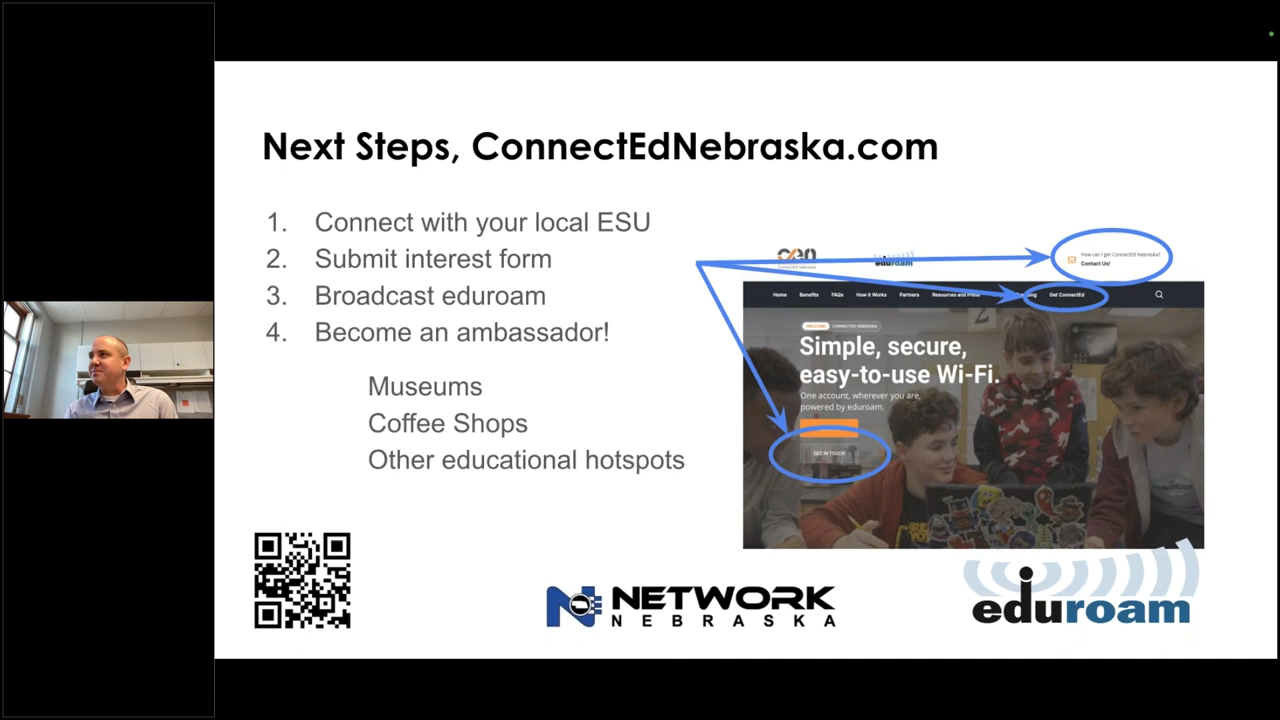 Next Steps, ConnectEdNebraska.com
1. Connect with your local ESU
2. Submit interest form
3. Broadcast eduroam
4. Become an ambassador!
Museums
Coffee Shops
Other educational hotspots
cen
eduroam
How can I get ConnectEd Nebraska?
Contact Us!
Home Benefits FAQs How It Works Partners Resources and Press Get ConnectEd
WELCOME CONNECTED NEBRASKA
Simple, secure,
easy-to-use Wi-Fi.
One account, wherever you are,
powered by eduroam.
GET IN TOUCH
NETWORK
NEBRASKA
eduroam